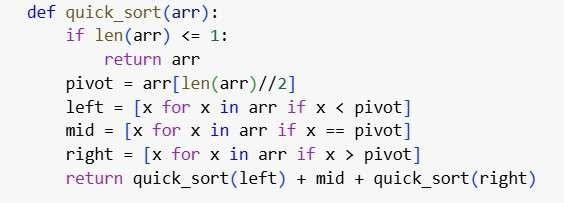 def quick_sort(arr):
    if len(arr) <= 1:
        return arr
    pivot = arr[len(arr)//2]
    left = [x for x in arr if x < pivot]
    mid = [x for x in arr if x == pivot]
    right = [x for x in arr if x > pivot]
    return quick_sort(left) + mid + quick_sort(right)